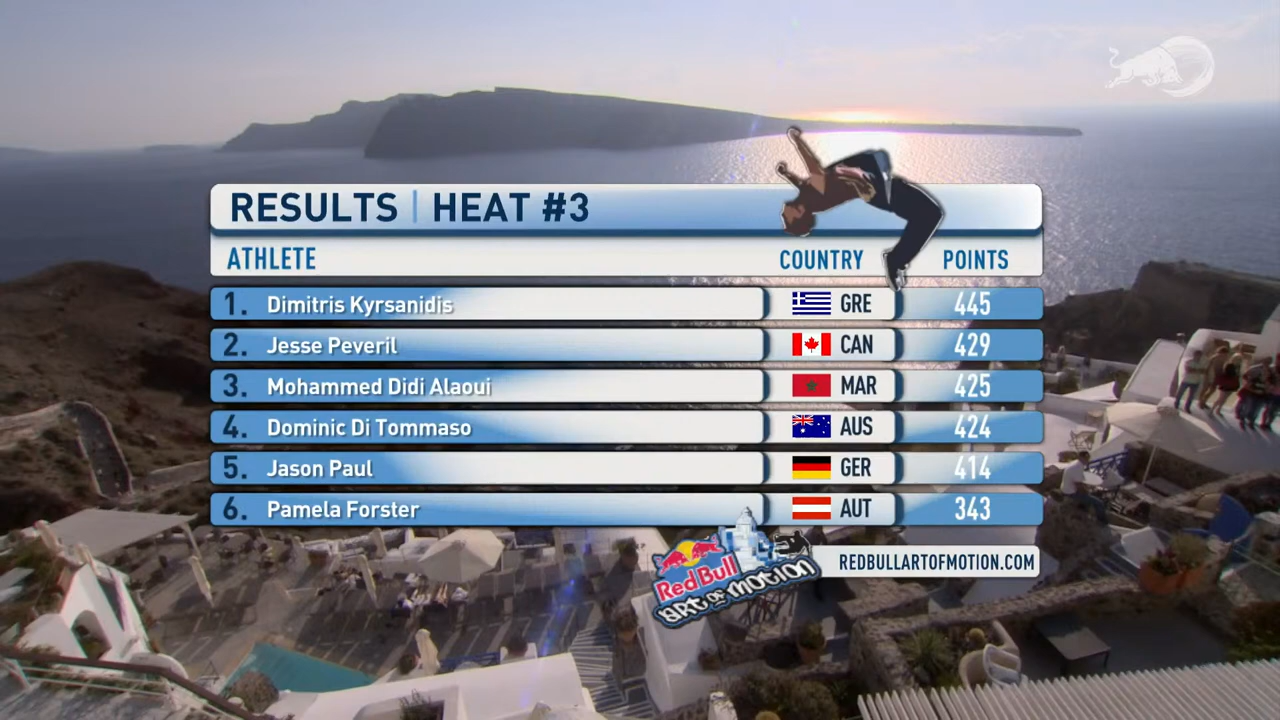 RESULTS | HEAT #3
ATHLETE COUNTRY POINTS
1. Dimitris Kyrsanidis GRE 445
2. Jesse Peveril CAN 429
3. Mohammed Didi Alaoui MAR 425
4. Dominic Di Tommaso AUS 424
5. Jason Paul GER 414
6. Pamela Forster AUT 343
Red Bull
ART OF MOTION
REDBULLARTOFMOTION.COM